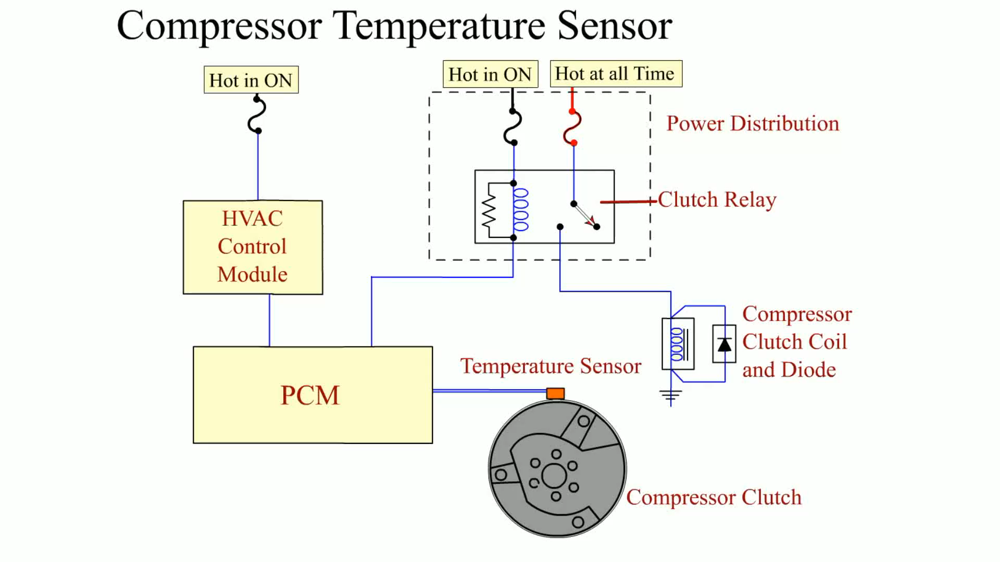 Compressor Temperature Sensor
Hot in ON
Hot in ON
Hot at all Time
Power Distribution
Clutch Relay
HVAC
Control
Module
Compressor
Clutch Coil
and Diode
Temperature Sensor
PCM
Compressor Clutch